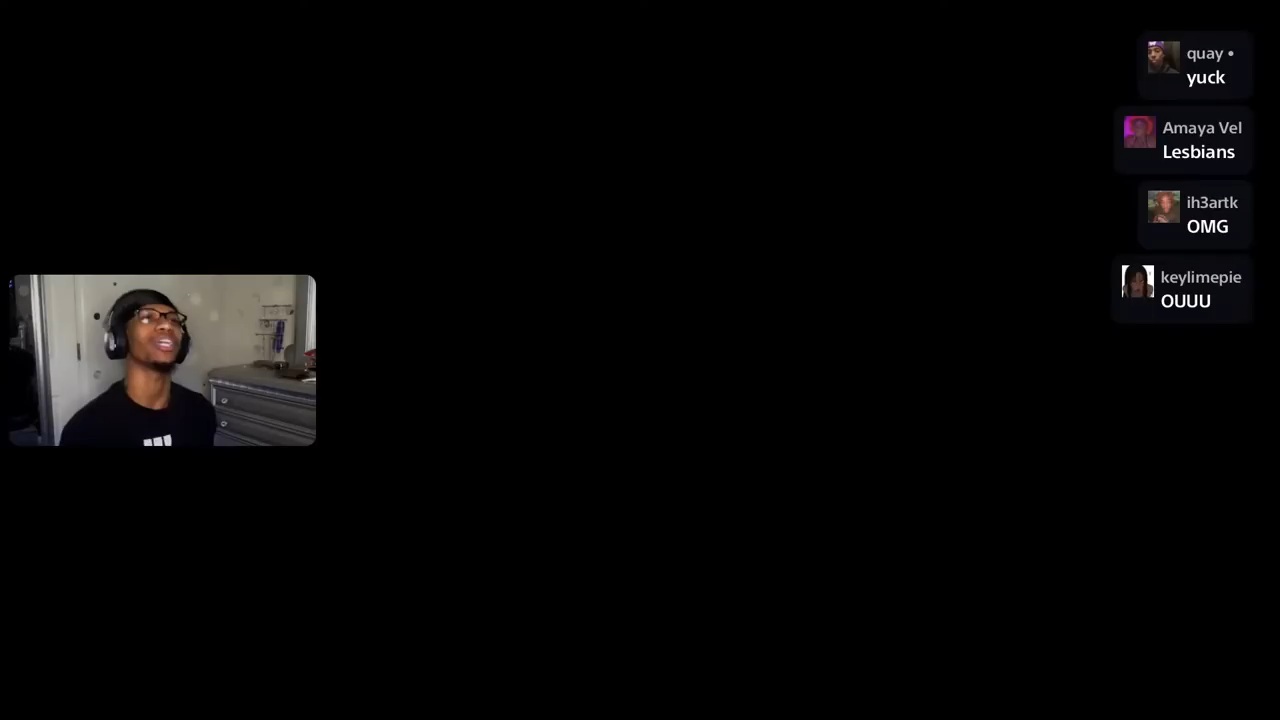 quay •
yuck
Amaya Vel
Lesbians
ih3artk
OMG
keylimepie
OUUU